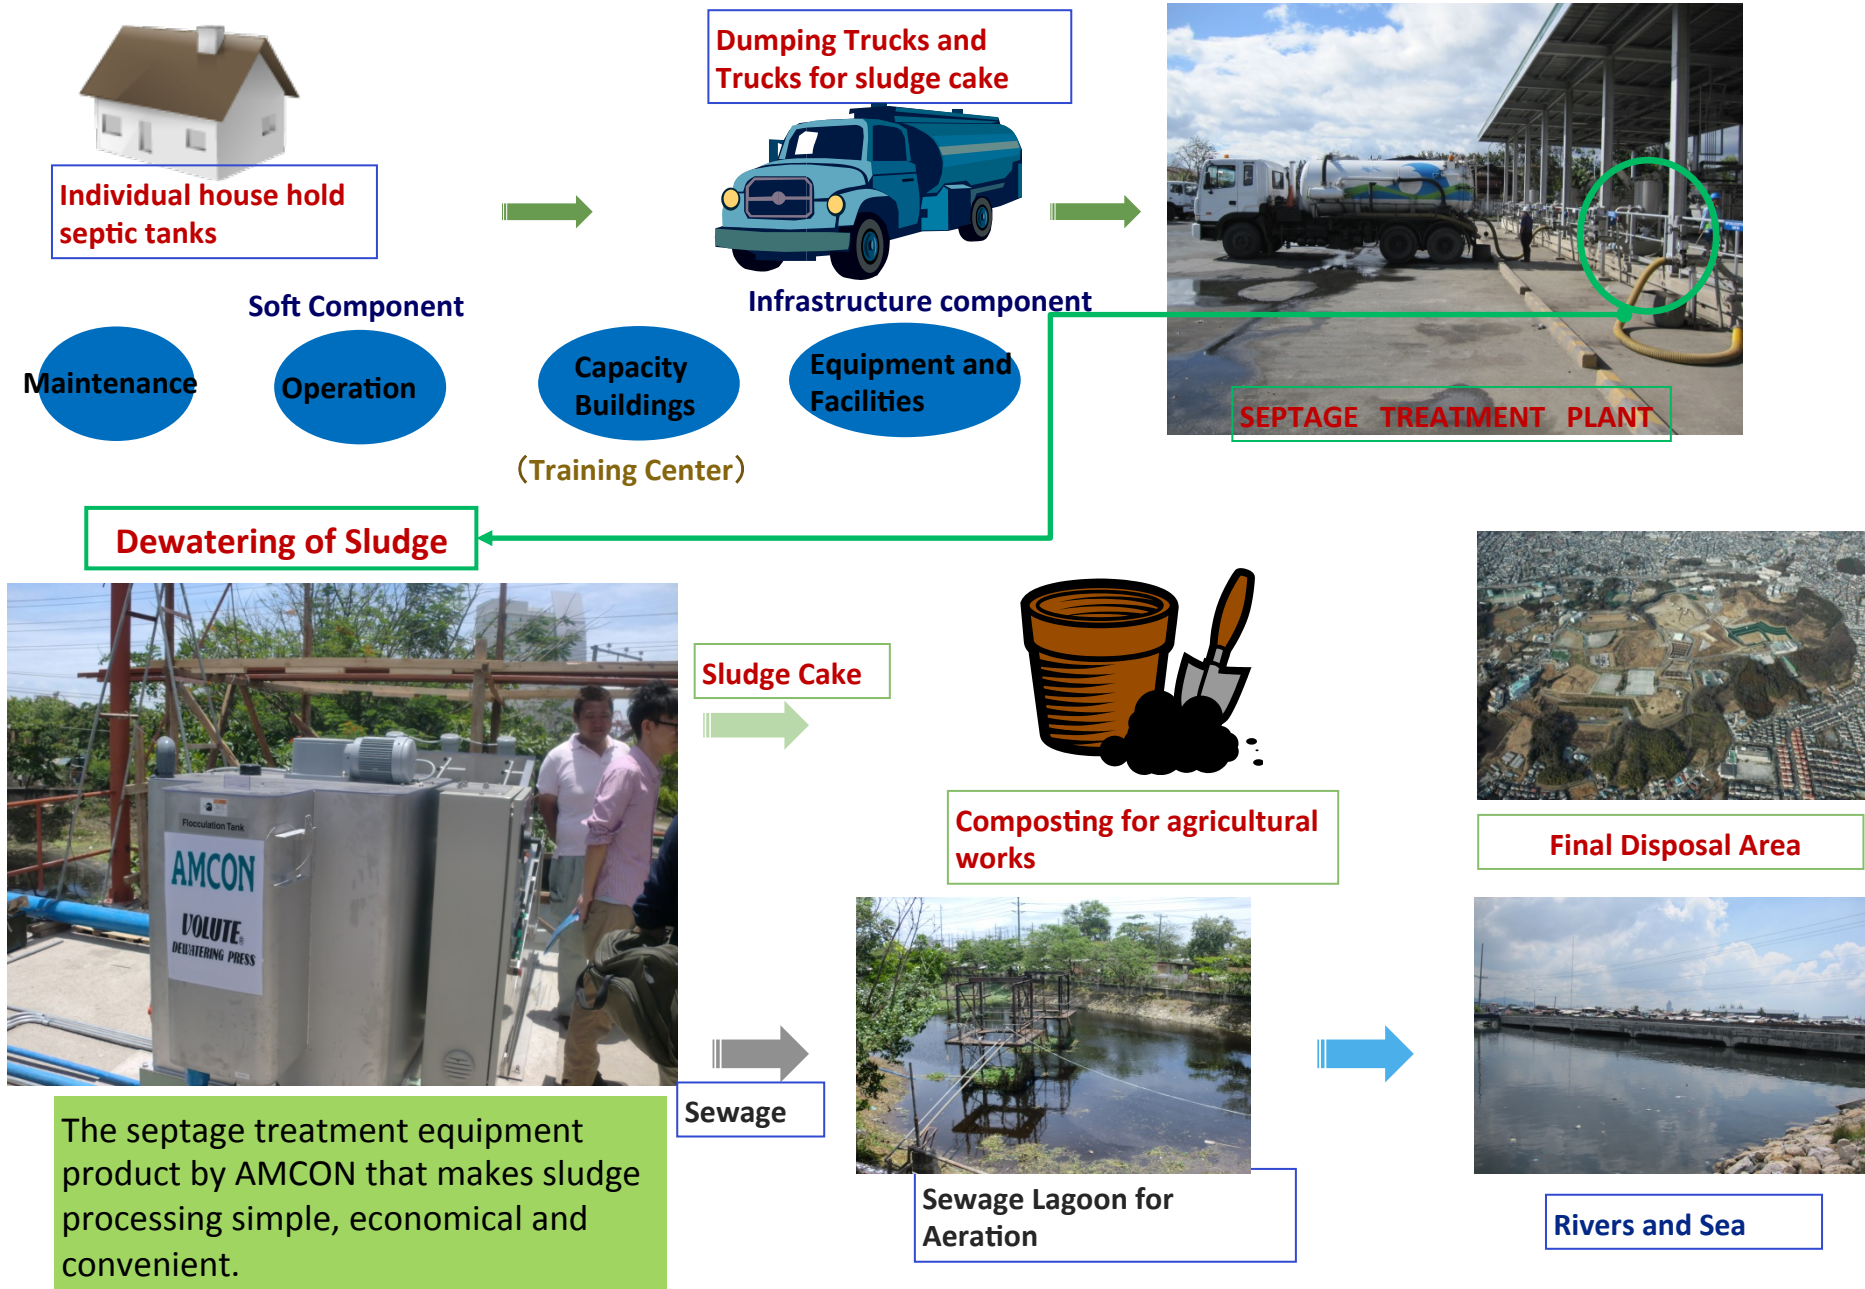 Dumping Trucks and
Trucks for sludge cake
Individual house hold
septic tanks
Soft Component
Infrastructure component
Maintenance
Operation
Capacity
Buildings
Equipment and
Facilities
(Training Center)
SEPTAGE TREATMENT PLANT
Dewatering of Sludge
Flocculation Tank
AMCON
VOLUTE®
DEWATERING PRESS
Sludge Cake
Composting for agricultural
works
Final Disposal Area
Sewage
The septage treatment equipment
product by AMCON that makes sludge
processing simple, economical and
convenient.
Sewage Lagoon for
Aeration
Rivers and Sea